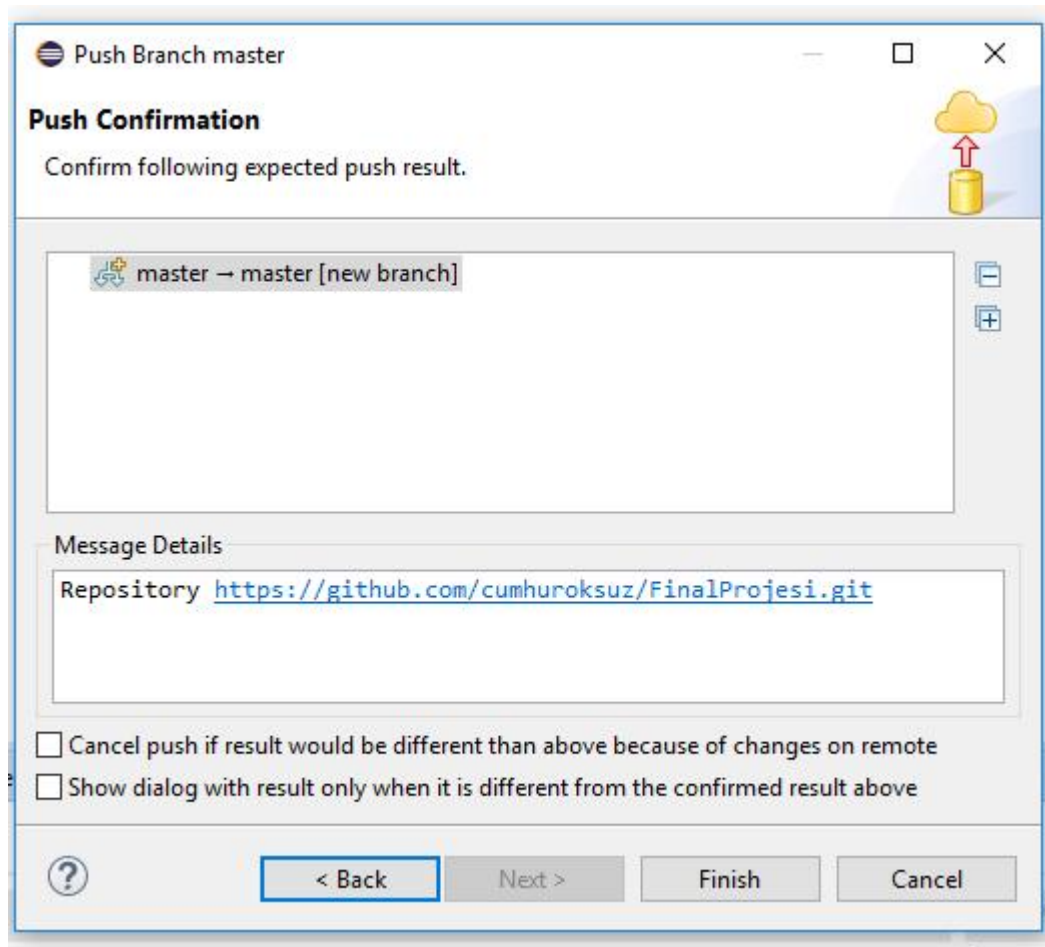 Push Branch master
Push Confirmation
Confirm following expected push result.
master → master [new branch]
Message Details
Repository https://github.com/cumhuroksuz/FinalProjesi.git
Cancel push if result would be different than above because of changes on remote
Show dialog with result only when it is different from the confirmed result above
< Back
Next >
Finish
Cancel